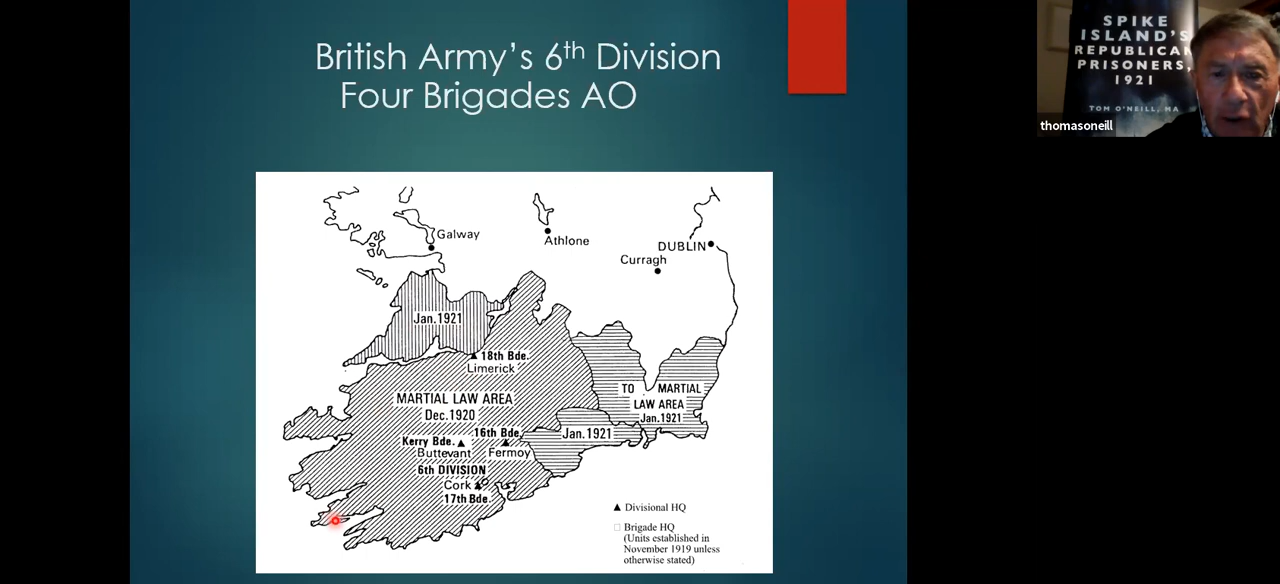 British Army’s 6th Division
Four Brigades AO
SPIKE
ISLAND'S
REPUBLICAN
PRISONERS,
1921
TOM O'NEILL, MA
thomasoneill
Galway
Athlone
DUBLIN
Curragh
Jan.1921
18th Bde.
Limerick
MARTIAL LAW AREA
Dec.1920
TO MARTIAL
LAW AREA
Jan.1921
16th Bde.
Jan.1921
Kerry Bde.
Buttevant
Fermoy
6th DIVISION
Cork
17th Bde.
▲ Divisional HQ
□ Brigade HQ
(Units established in
November 1919 unless
otherwise stated)